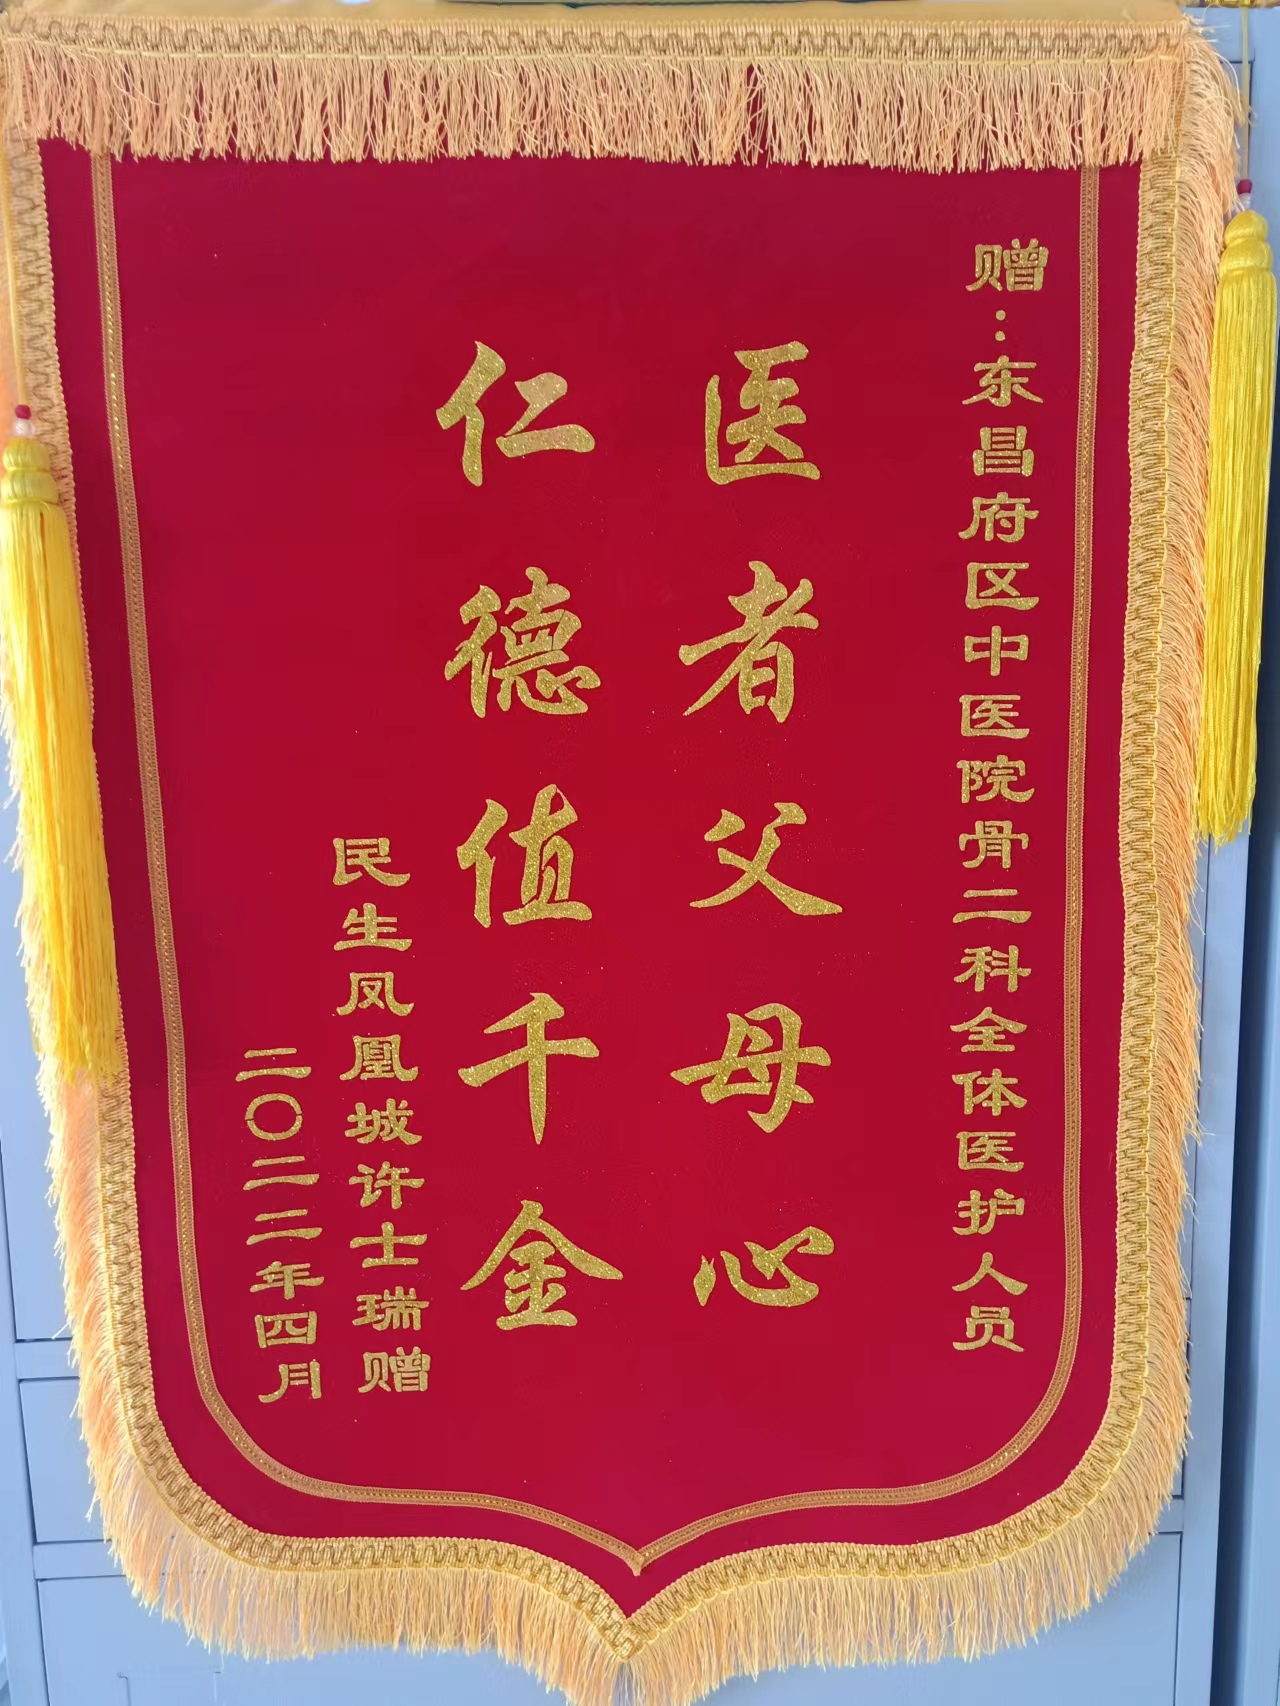 赠：东昌府区中医院骨二科全体医护人员
医者父母心
仁德值千金
民生凤凰城许士瑞赠
二〇二二年四月